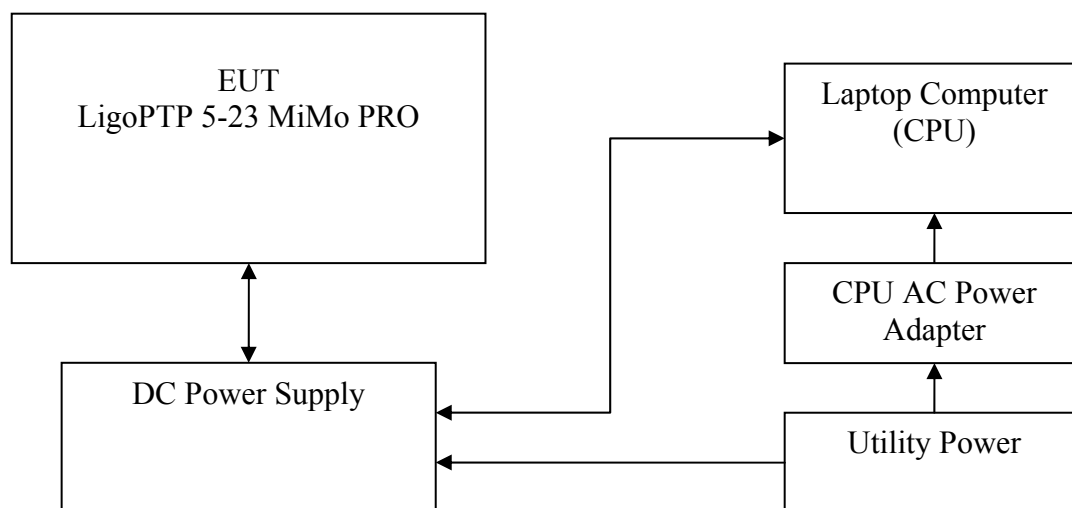 EUT
LigoPTP 5-23 MiMo PRO
Laptop Computer
(CPU)
CPU AC Power
Adapter
DC Power Supply
Utility Power